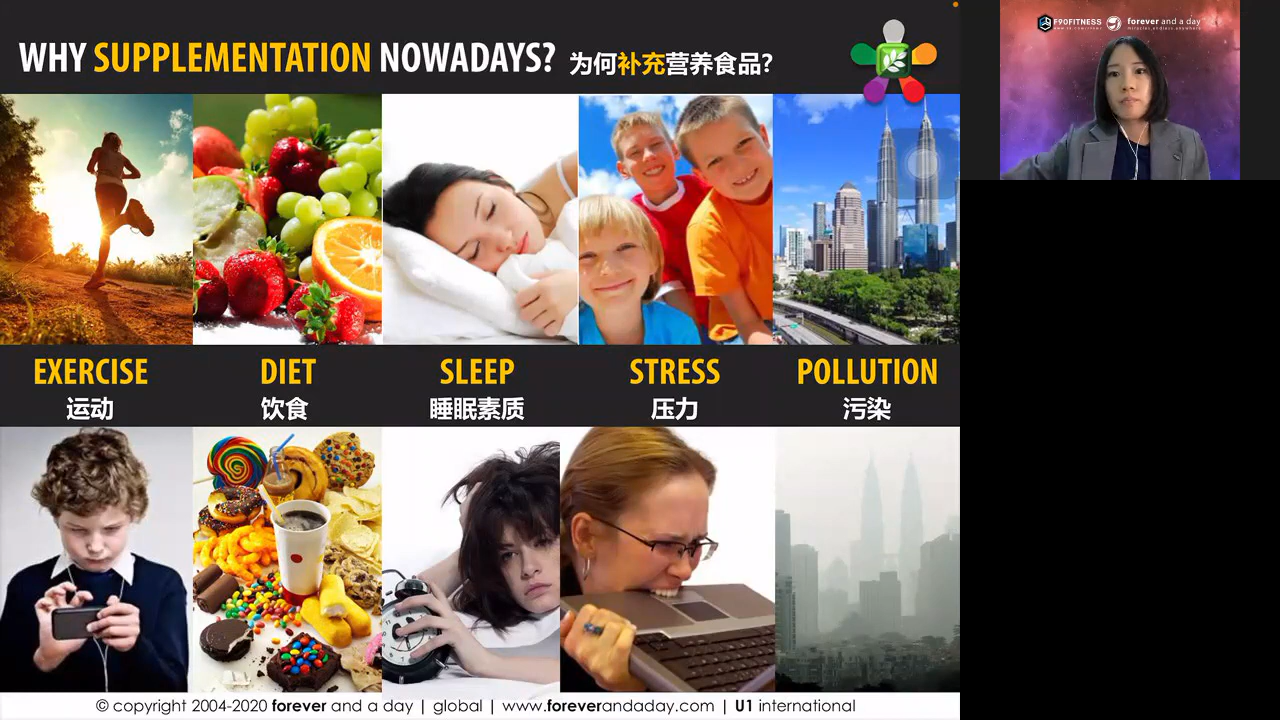 WHY SUPPLEMENTATION NOWADAYS? 为何补充营养食品?
F90FITNESS forever and a day
EXERCISE DIET SLEEP STRESS POLLUTION
运动 饮食 睡眠素质 压力 污染
© copyright 2004-2020 forever and a day | global | www.foreverandaday.com | U1 international